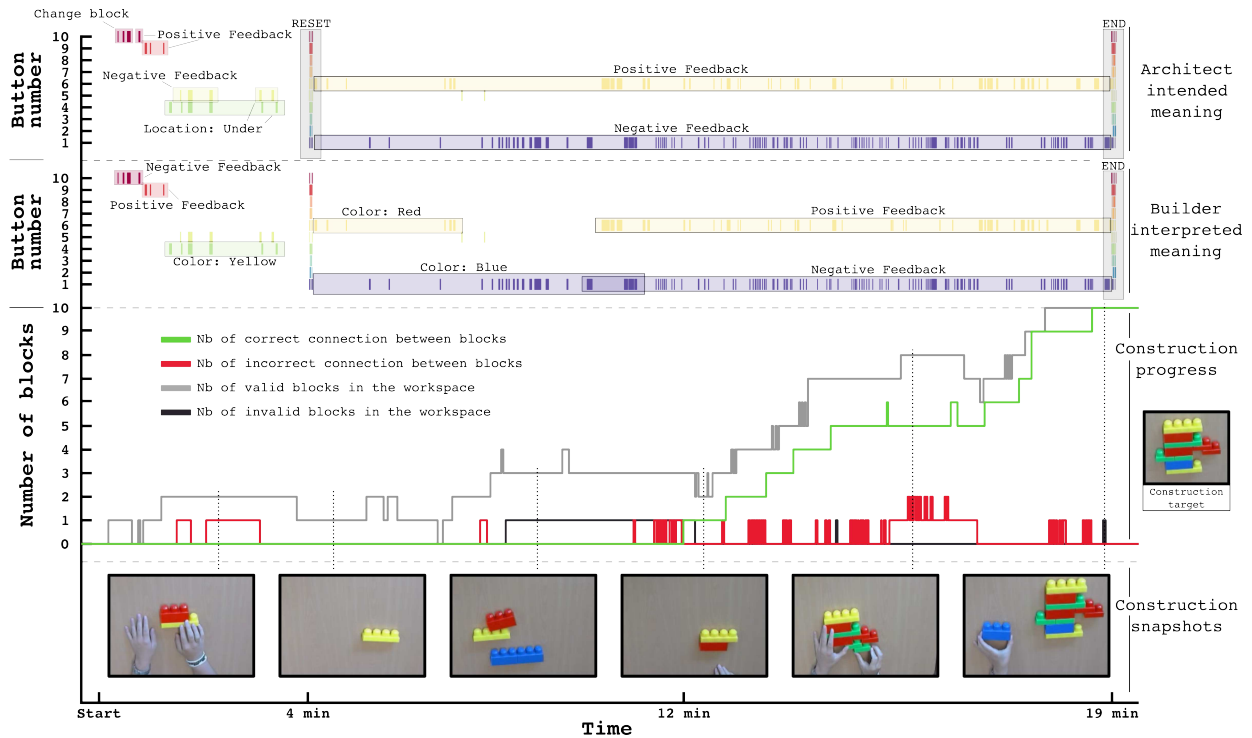 Change block
Positive Feedback
Negative Feedback
Location: Under
RESET
END
Positive Feedback
Negative Feedback
10
9
8
7
6
5
4
3
2
1
Button
number
Architect
intended
meaning
Negative Feedback
Positive Feedback
Color: Yellow
Color: Red
Color: Blue
Positive Feedback
Negative Feedback
END
10
9
8
7
6
5
4
3
2
1
Button
number
Builder
interpreted
meaning
10
9
8
7
6
5
4
3
2
1
0
Number of blocks
Nb of correct connection between blocks
Nb of incorrect connection between blocks
Nb of valid blocks in the workspace
Nb of invalid blocks in the workspace
Construction
progress
Construction
target
Construction
snapshots
Start
4 min
12 min
19 min
Time